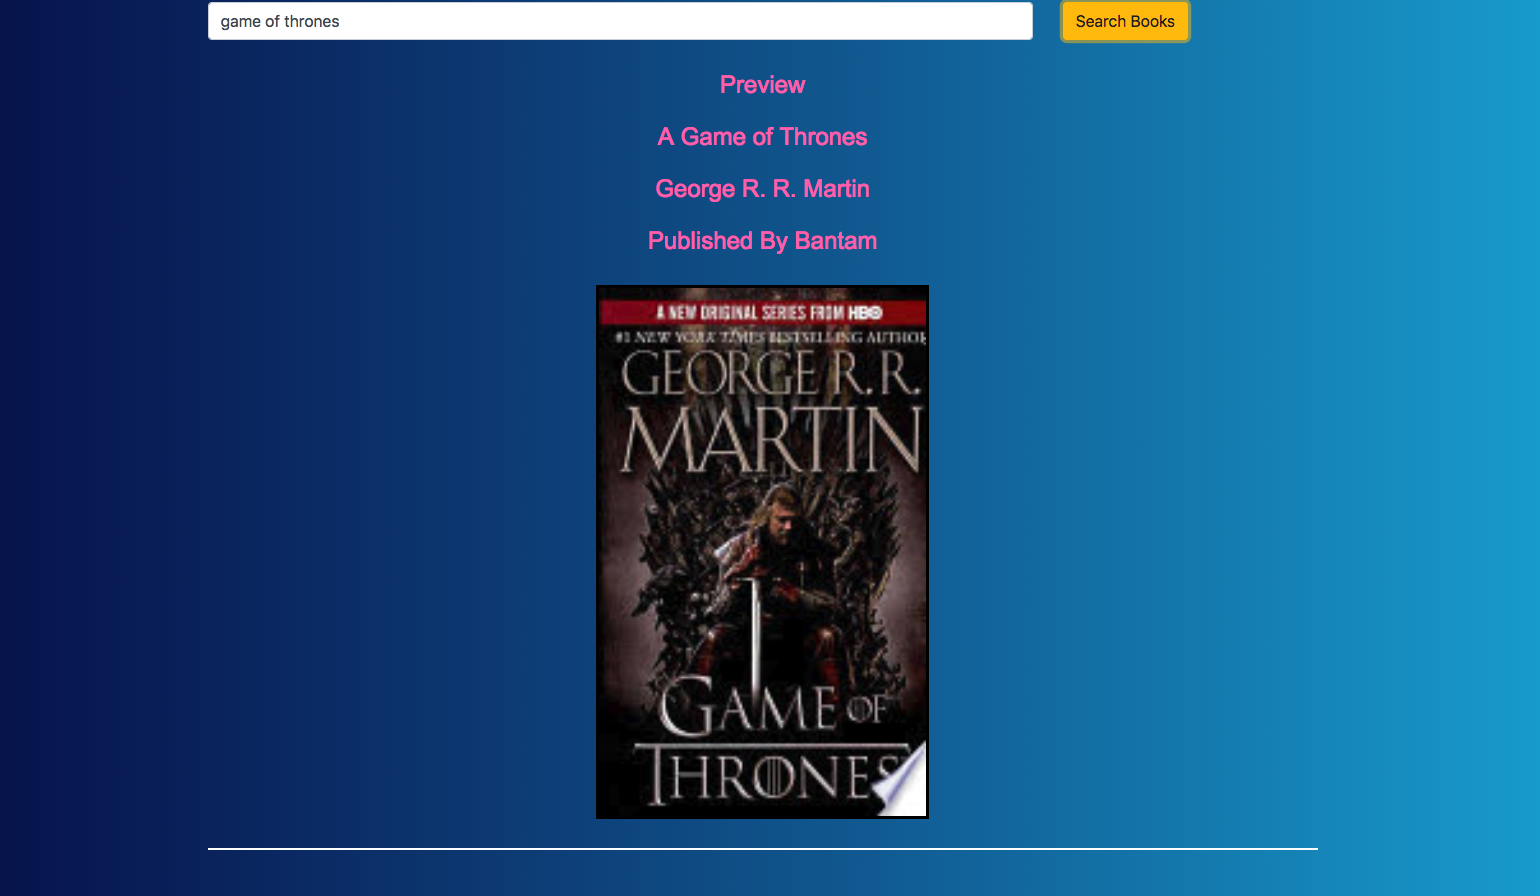 game of thrones
Search Books
Preview
A Game of Thrones
George R. R. Martin
Published By Bantam
A NEW ORIGINAL SERIES FROM HBO
#1 NEW YORK TIMES BESTSELLING AUTHOR
GEORGE R.R.
MARTIN
GAME OF
THRONES